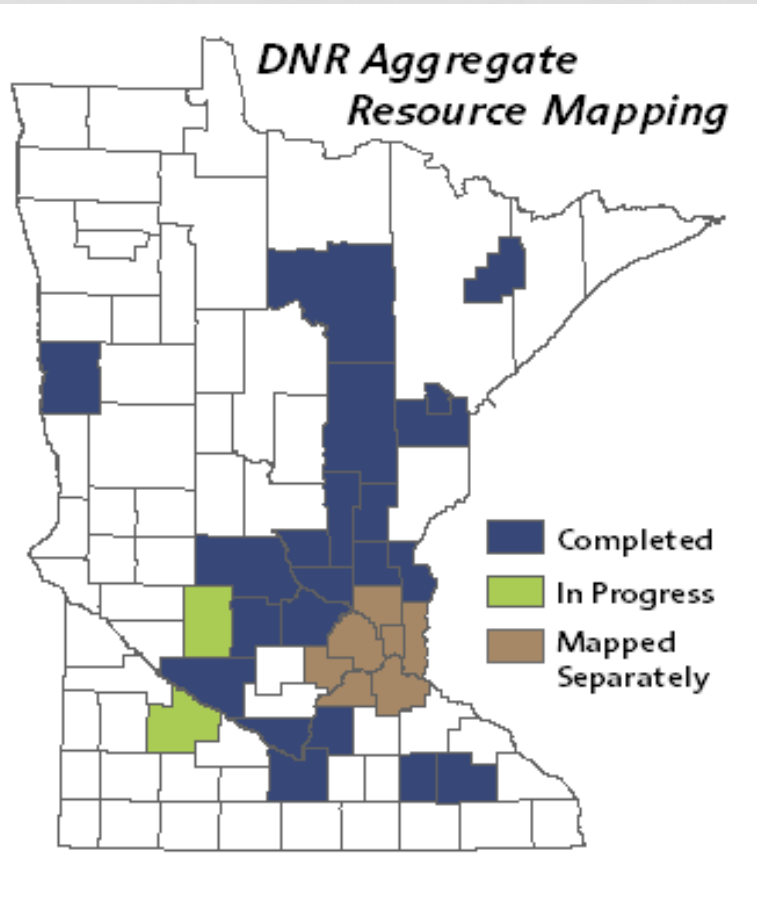 DNR Aggregate
Resource Mapping
Completed
In Progress
Mapped
Separately